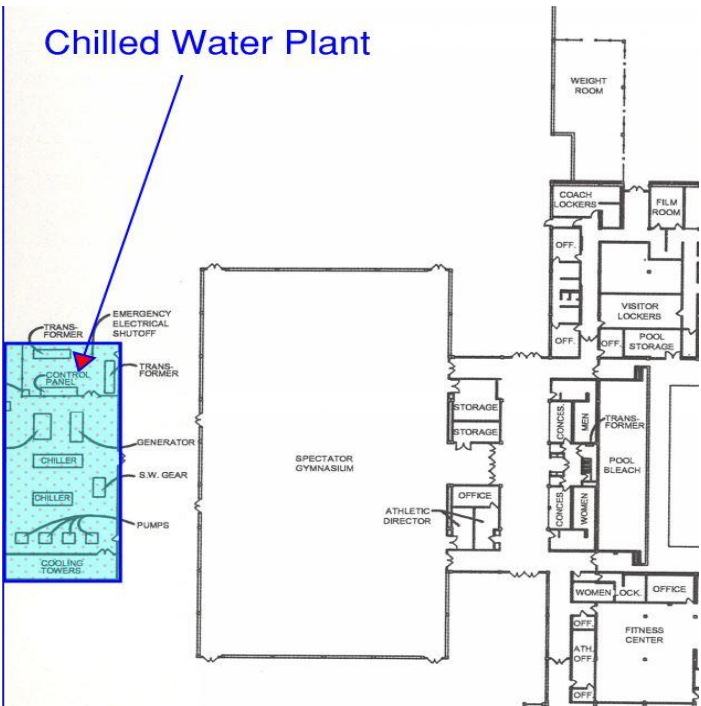 Chilled Water Plant
WEIGHT
ROOM
COACH
LOCKERS
FILM
ROOM
OFF.
VISITOR
LOCKERS
OFF.
OFF.
POOL
STORAGE
EMERGENCY
ELECTRICAL
SHUTOFF
TRANS-
FORMER
TRANS-
FORMER
CONTROL
PANEL
GENERATOR
CHILLER
S.W. GEAR
CHILLER
PUMPS
COOLING
TOWERS
SPECTATOR
GYMNASIUM
STORAGE
STORAGE
CONCES.
MEN
TRANS-
FORMER
POOL
BLEACH
OFFICE
ATHLETIC
DIRECTOR
CONCES.
WOMEN
WOMEN
LOCK.
OFFICE
OFF.
FITNESS
CENTER
ATH.
OFF.
OFF.